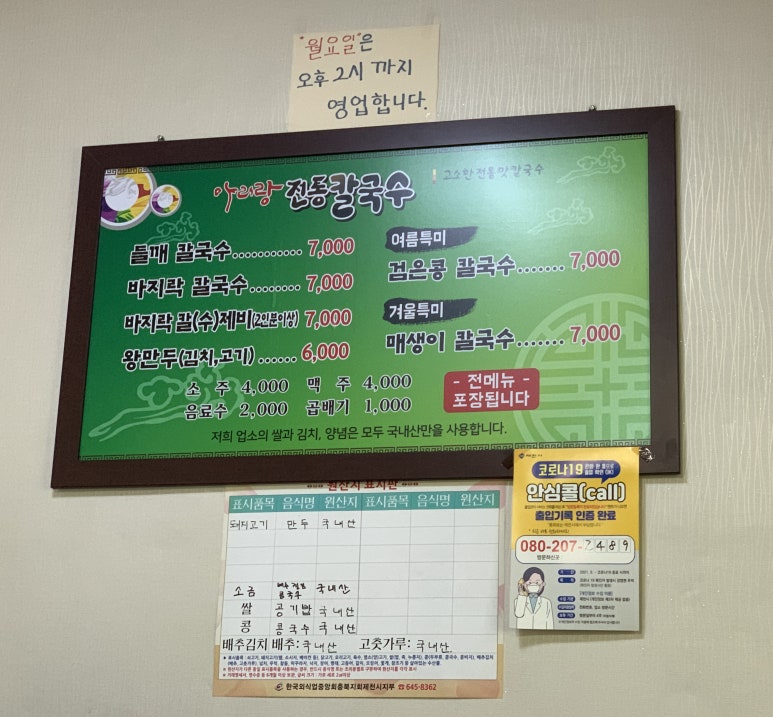 "월요일"은
오후 2시 까지
영업합니다.
아리랑 전통칼국수
고소한 전통맛칼국수
들깨 칼국수........... 7,000
바지락 칼국수........ 7,000
바지락 칼(수)제비(2인분이상) 7,000
왕만두(김치,고기)...... 6,000
여름특미
검은콩 칼국수....... 7,000
겨울특미
매생이 칼국수....... 7,000
소 주 4,000 맥 주 4,000
음료수 2,000 곱배기 1,000
- 전메뉴 -
포장됩니다
저희 업소의 쌀과 김치, 양념은 모두 국내산만을 사용합니다.
원산지 표시판
표시품목 음식명 원산지 표시품목 음식명 원산지
돼지고기 만두 국내산
소금 국내산
쌀 공기밥 국내산
콩 콩국수 국내산
배추김치 배추: 국내산 고춧가루: 국내산
한국외식업중앙회충북지회제천시지부 ☎645-8362
코로나19
안심콜(call)
출입기록 인증 완료
080-207-